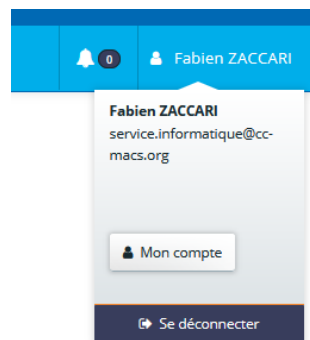 0
Fabien ZACCARI
Fabien ZACCARI
service.informatique@cc-
macs.org
Mon compte
Se déconnecter